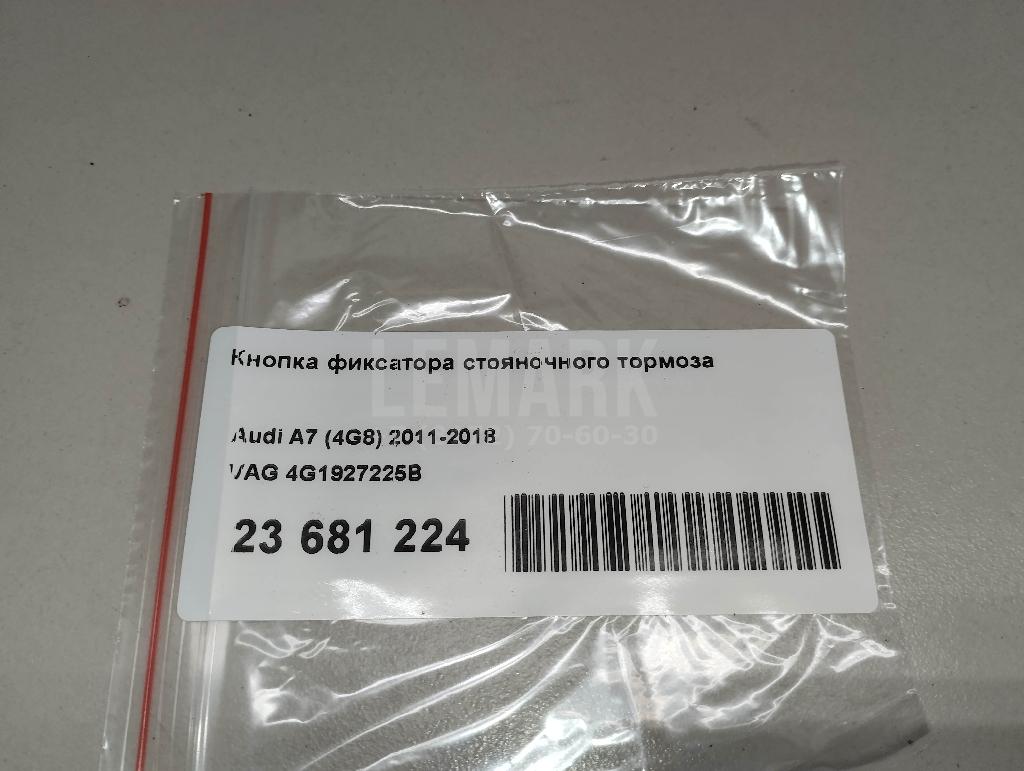 Кнопка фиксатора стояночного тормоза
LEMARK
Audi A7 (4G8) 2011-2018
70-60-30
VAG 4G1927225B
23 681 224